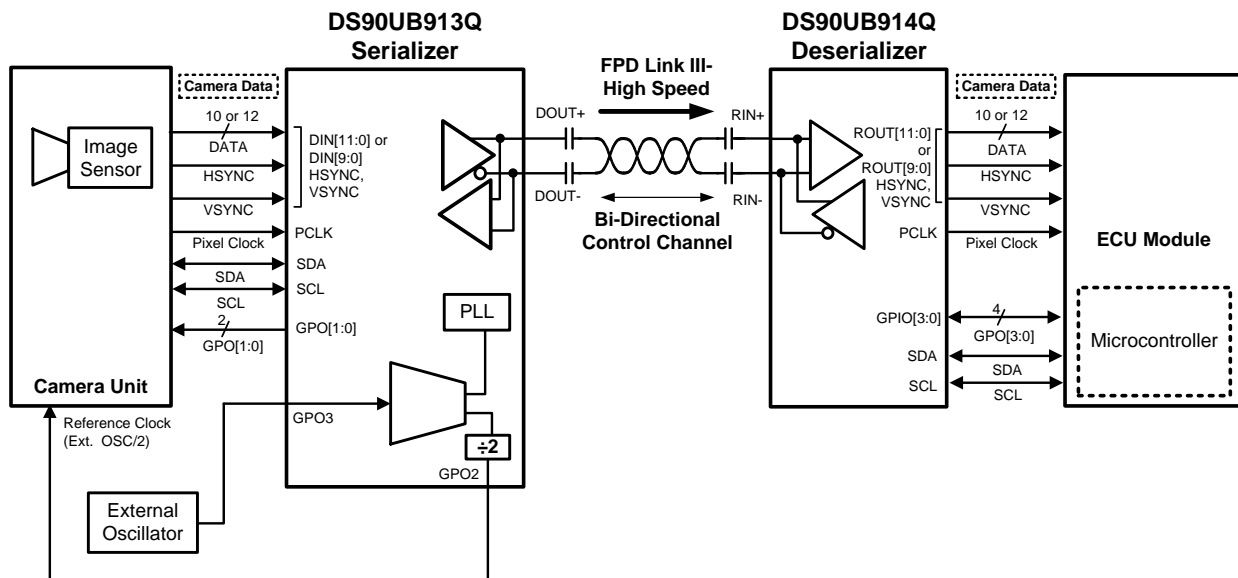 DS90UB913Q
Serializer
DS90UB914Q
Deserializer
FPD Link III-
High Speed
Camera Data
10 or 12
DATA
HSYNC
VSYNC
Pixel Clock
SDA
SCL
2
GPO[1:0]
Image
Sensor
Camera Unit
DIN[11:0] or
DIN[9:0]
HSYNC,
VSYNC
PCLK
SDA
SCL
GPO[1:0]
PLL
GPO3
÷2
GPO2
Reference Clock
(Ext. OSC/2)
External
Oscillator
DOUT+
DOUT-
RIN+
RIN-
Bi-Directional
Control Channel
ROUT[11:0]
or
ROUT[9:0]
HSYNC,
VSYNC
PCLK
GPIO[3:0]
SDA
SCL
Camera Data
10 or 12
DATA
HSYNC
VSYNC
Pixel Clock
4
GPO[3:0]
SDA
SCL
ECU Module
Microcontroller